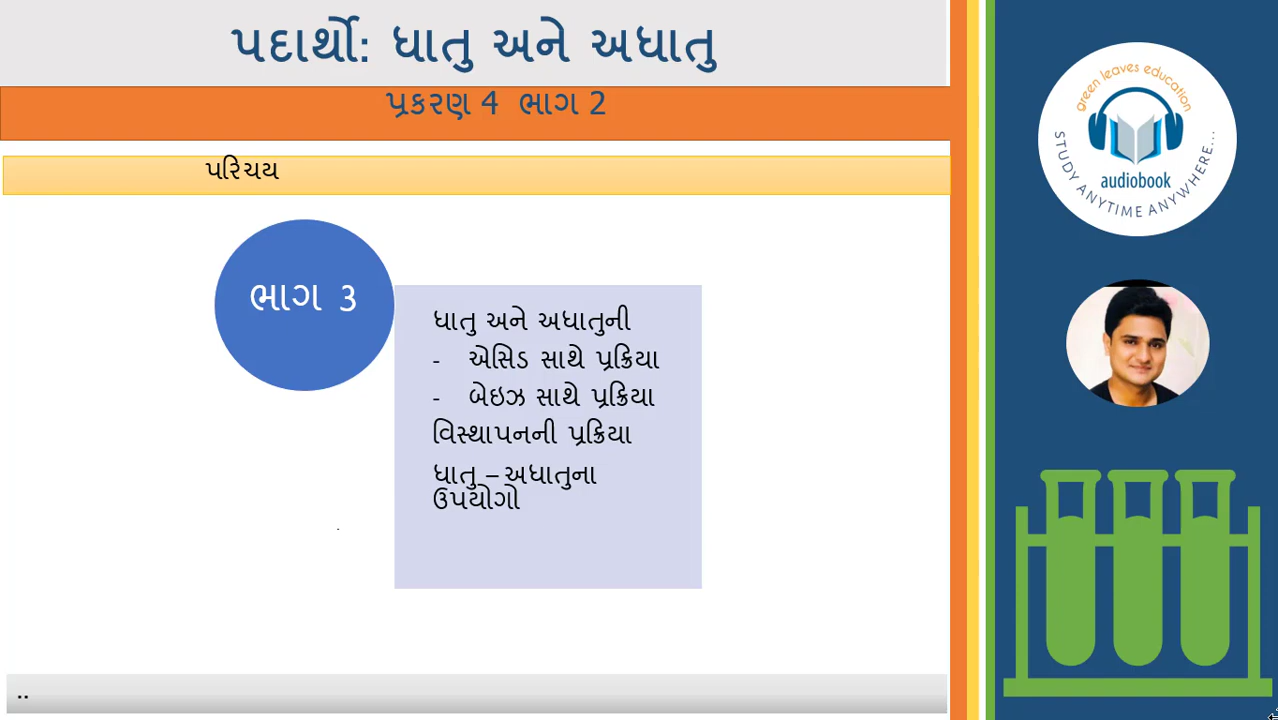 પદાર્થો: ધાતુ અને અધાતુ
પ્રકરણ 4 ભાગ 2
પરિચય
ભાગ 3
ધાતુ અને અધાતુની
- એસિડ સાથે પ્રક્રિયા
- બેઇઝ સાથે પ્રક્રિયા
વિસ્થાપનની પ્રક્રિયા
ધાતુ – અધાતુના
ઉપયોગો
..
green leaves education
audiobook
STUDY ANYTIME ANYWHERE...